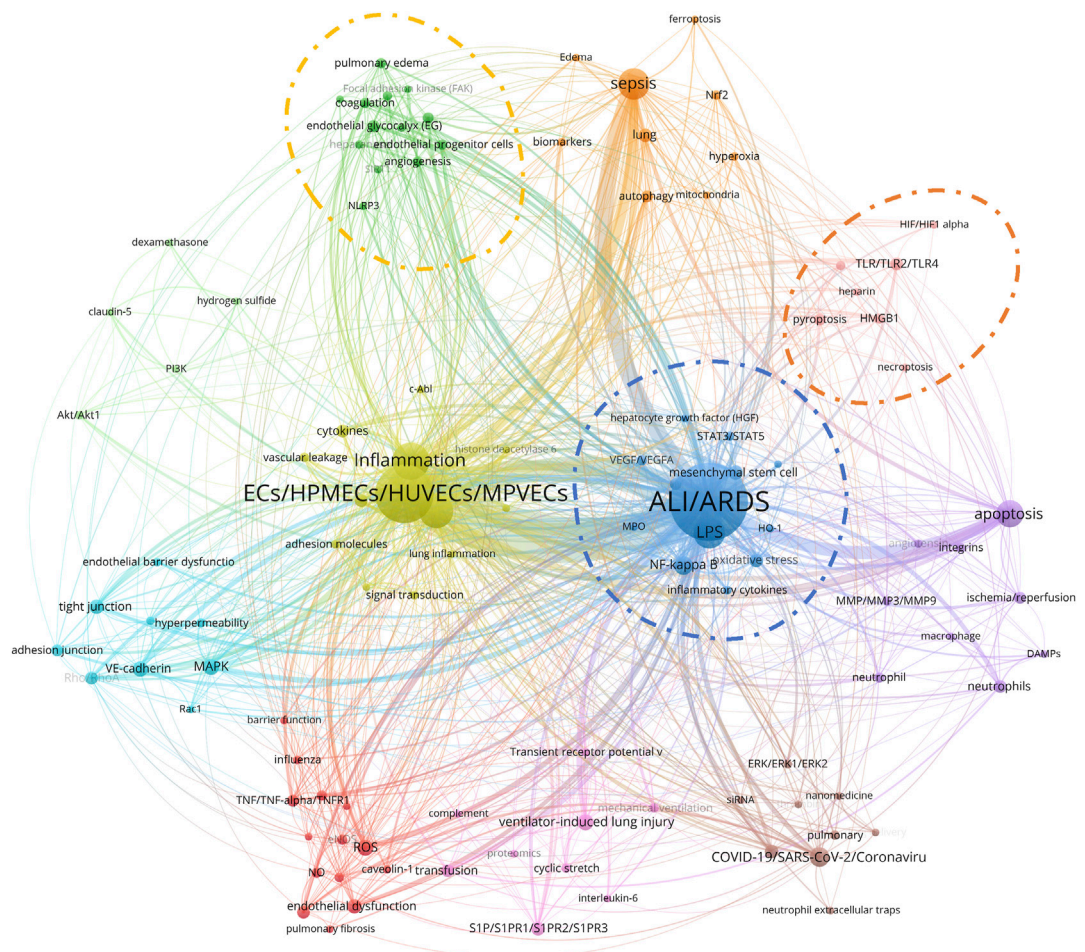 ferroptosis
Edema
pulmonary edema
sepsis
Focal adhesion kinase (FAK)
Nrf2
coagulation
endothelial glycocalyx (EG)
lung
biomarkers
endothelial progenitor cells
hyperoxia
angiogenesis
autophagy
mitochondria
NLRP3
HIF/HIF1 alpha
dexamethasone
TLR/TLR2/TLR4
heparin
hydrogen sulfide
claudin-5
pyroptosis
HMGB1
PI3K
necroptosis
c-Abl
Akt/Akt1
hepatocyte growth factor (HGF)
cytokines
STAT3/STAT5
histone deacetylase 6
vascular leakage
Inflammation
VEGF/VEGFA
mesenchymal stem cell
ECs/HPMECs/HUVECs/MPVECs
ALI/ARDS
apoptosis
MPO
LPS
HO-1
adhesion molecules
integrins
lung inflammation
endothelial barrier dysfunctio
NF-kappa B
oxidative stress
signal transduction
inflammatory cytokines
ischemia/reperfusion
MMP/MMP3/MMP9
tight junction
hyperpermeability
macrophage
adhesion junction
DAMPs
VE-cadherin
MAPK
Rho/RhoA
neutrophil
neutrophils
Rac1
barrier function
Transient receptor potential v
influenza
ERK/ERK1/ERK2
TNF/TNF-alpha/TNFR1
siRNA
nanomedicine
mechanical ventilation
complement
ventilator-induced lung injury
eNOS
pulmonary
ROS
proteomics
COVID-19/SARS-CoV-2/Coronaviru
NO
caveolin-1
transfusion
cyclic stretch
interleukin-6
endothelial dysfunction
neutrophil extracellular traps
pulmonary fibrosis
S1P/S1PR1/S1PR2/S1PR3